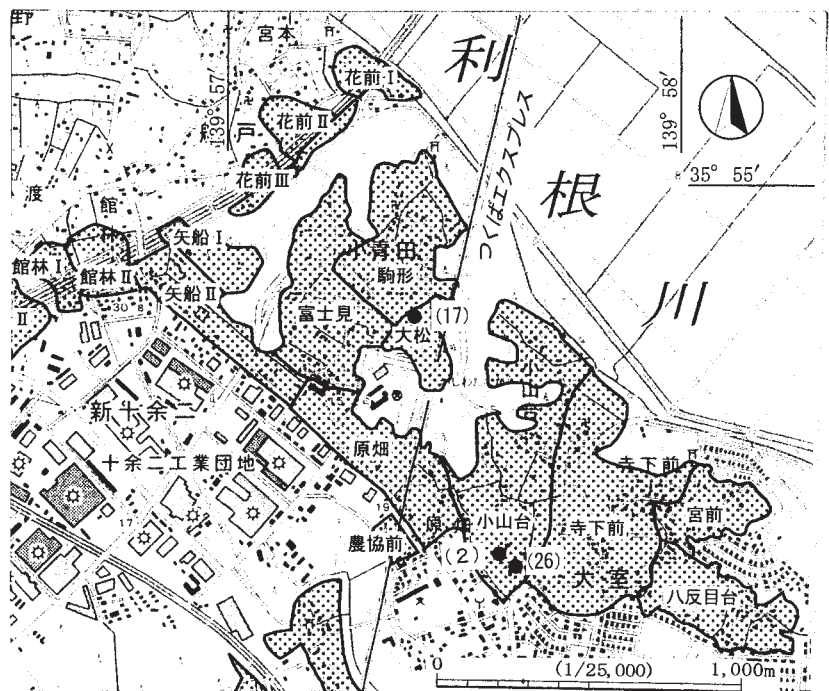 野
宮本
花前Ⅰ
利
139° 57′
戸
花前Ⅱ
つくばエクスプレス
139° 58′
35° 55′
花前Ⅲ
根
渡
館
林
矢船Ⅰ
小青田
駒形
館林Ⅰ
館林Ⅱ
矢船Ⅱ
富士見
川
Ⅱ
30
8
大松
(17)
新十余二
十余二工業団地
原畑
寺下前
19
17
原
小山台
寺下前
宮前
農協前
(2)
(26)
大室
八反目台
0
(1/25,000)
1,000m